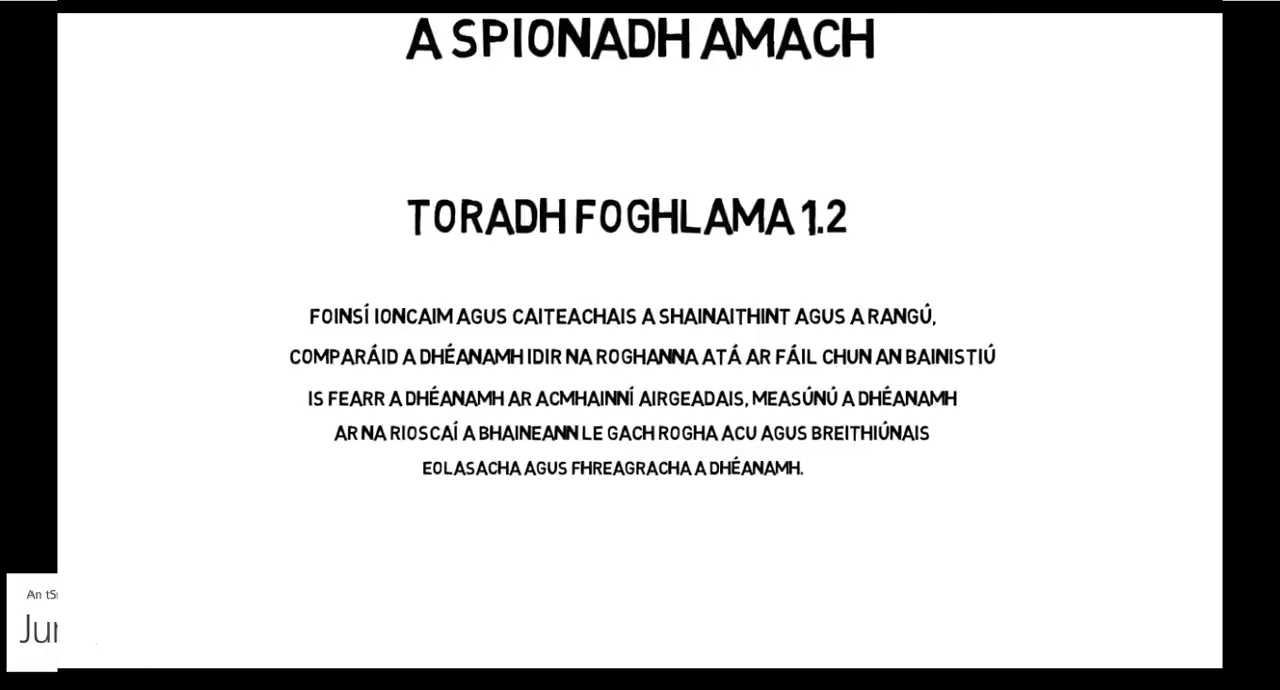 A SPIONADH AMACH
TORADH FOGHLAMA 1.2
FOINSÍ IONCAIM AGUS CAITEACHAIS A SHAINAITHINT AGUS A RANGÚ,
COMPARÁID A DHÉANAMH IDIR NA ROGHANNA ATÁ AR FÁIL CHUN AN BAINISTIÚ
IS FEARR A DHÉANAMH AR ACMHAINNÍ AIRGEADAIS, MEASÚNÚ A DHÉANAMH
AR NA RIOSCAÍ A BHAINEANN LE GACH ROGHA ACU AGUS BREITHIÚNAIS
EOLASACHA AGUS FHREAGRACHA A DHÉANAMH.
An